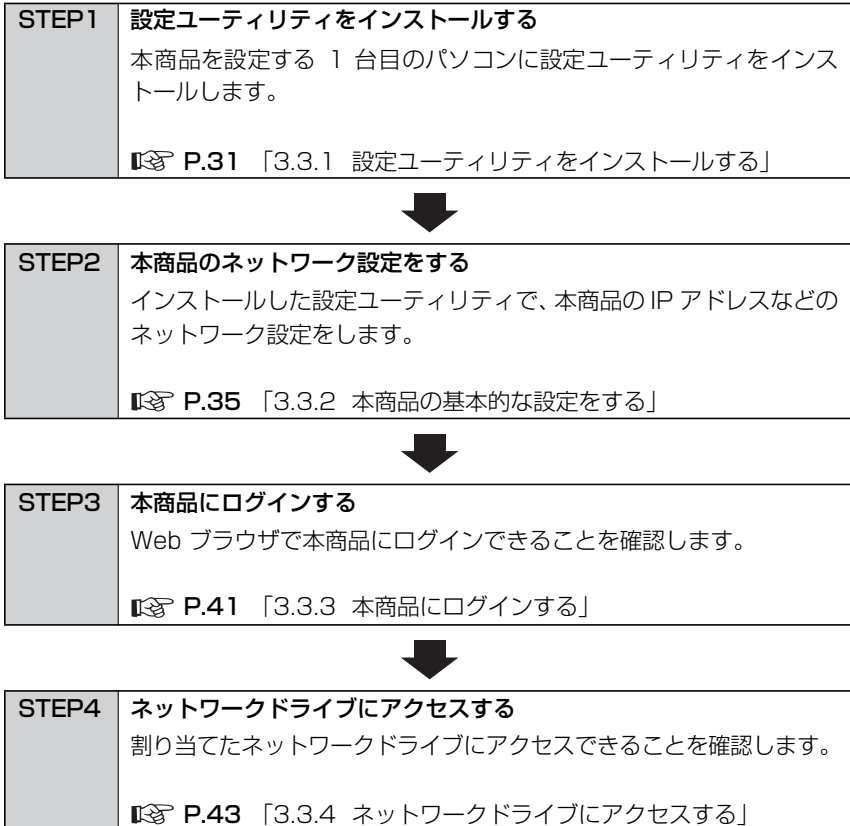 STEP1 設定ユーティリティをインストールする
本商品を設定する 1 台目のパソコンに設定ユーティリティをインス
トールします。
☞ P.31 「3.3.1 設定ユーティリティをインストールする」
STEP2 本商品のネットワーク設定をする
インストールした設定ユーティリティで、本商品の IP アドレスなどの
ネットワーク設定をします。
☞ P.35 「3.3.2 本商品の基本的な設定をする」
STEP3 本商品にログインする
Web ブラウザで本商品にログインできることを確認します。
☞ P.41 「3.3.3 本商品にログインする」
STEP4 ネットワークドライブにアクセスする
割り当てたネットワークドライブにアクセスできることを確認します。
☞ P.43 「3.3.4 ネットワークドライブにアクセスする」